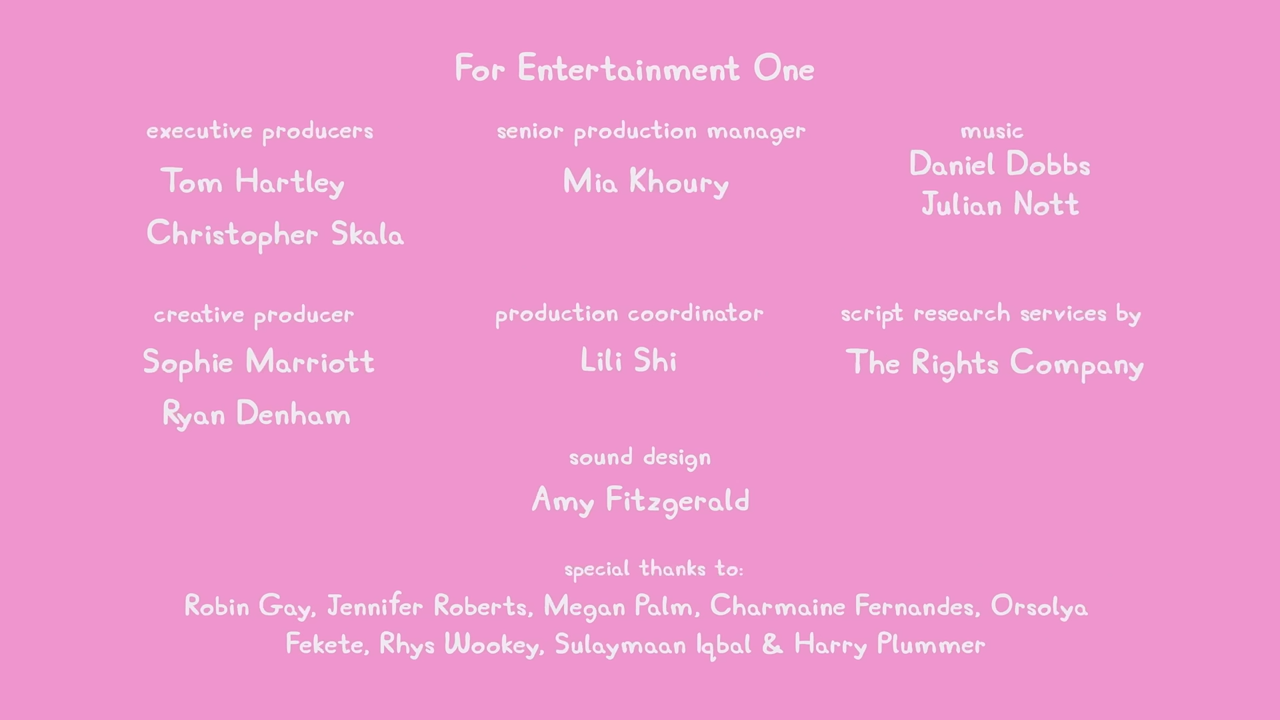 For Entertainment One
executive producers
Tom Hartley
Christopher Skala
senior production manager
Mia Khoury
music
Daniel Dobbs
Julian Nott
creative producer
Sophie Marriott
Ryan Denham
production coordinator
Lili Shi
script research services by
The Rights Company
sound design
Amy Fitzgerald
special thanks to:
Robin Gay, Jennifer Roberts, Megan Palm, Charmaine Fernandes, Orsolya
Fekete, Rhys Wookey, Sulaymaan Iqbal & Harry Plummer